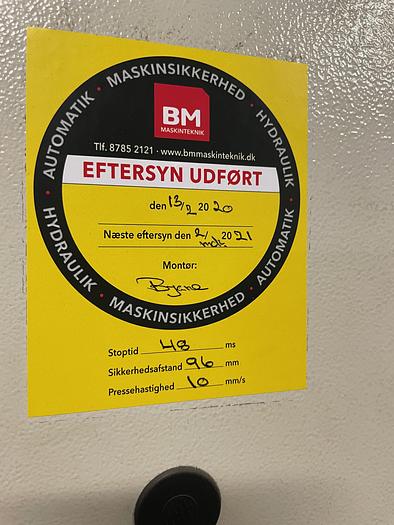 AUTOMATIK • MASKINSIKKERHED • HYDRAULIK
BM
MASKINTEKNIK
Tlf. 8785 2121 · www.bmmaskinteknik.dk
EFTERSYN UDFØRT
den 13/2 2020
Næste eftersyn den 2/mdr. 2021
Montør:
Bjarne
HYDRAULIK • MASKINSIKKERHED • AUTOMATIK
Stoptid 48 ms
Sikkerhedsafstand 96 mm
Pressehastighed 10 mm/s